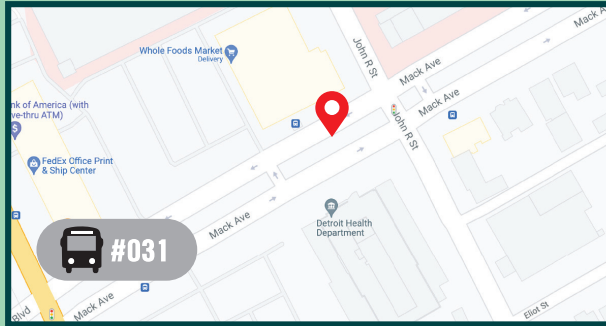 Mack A
John R St
Whole Foods Market
Delivery
Mack Ave
Mack Ave
nk of America (with
ve-thru ATM)
John R St
FedEx Office Print
& Ship Center
Detroit Health
Department
Mack Ave
#031
Mack Ave
Blvd
Eliot St